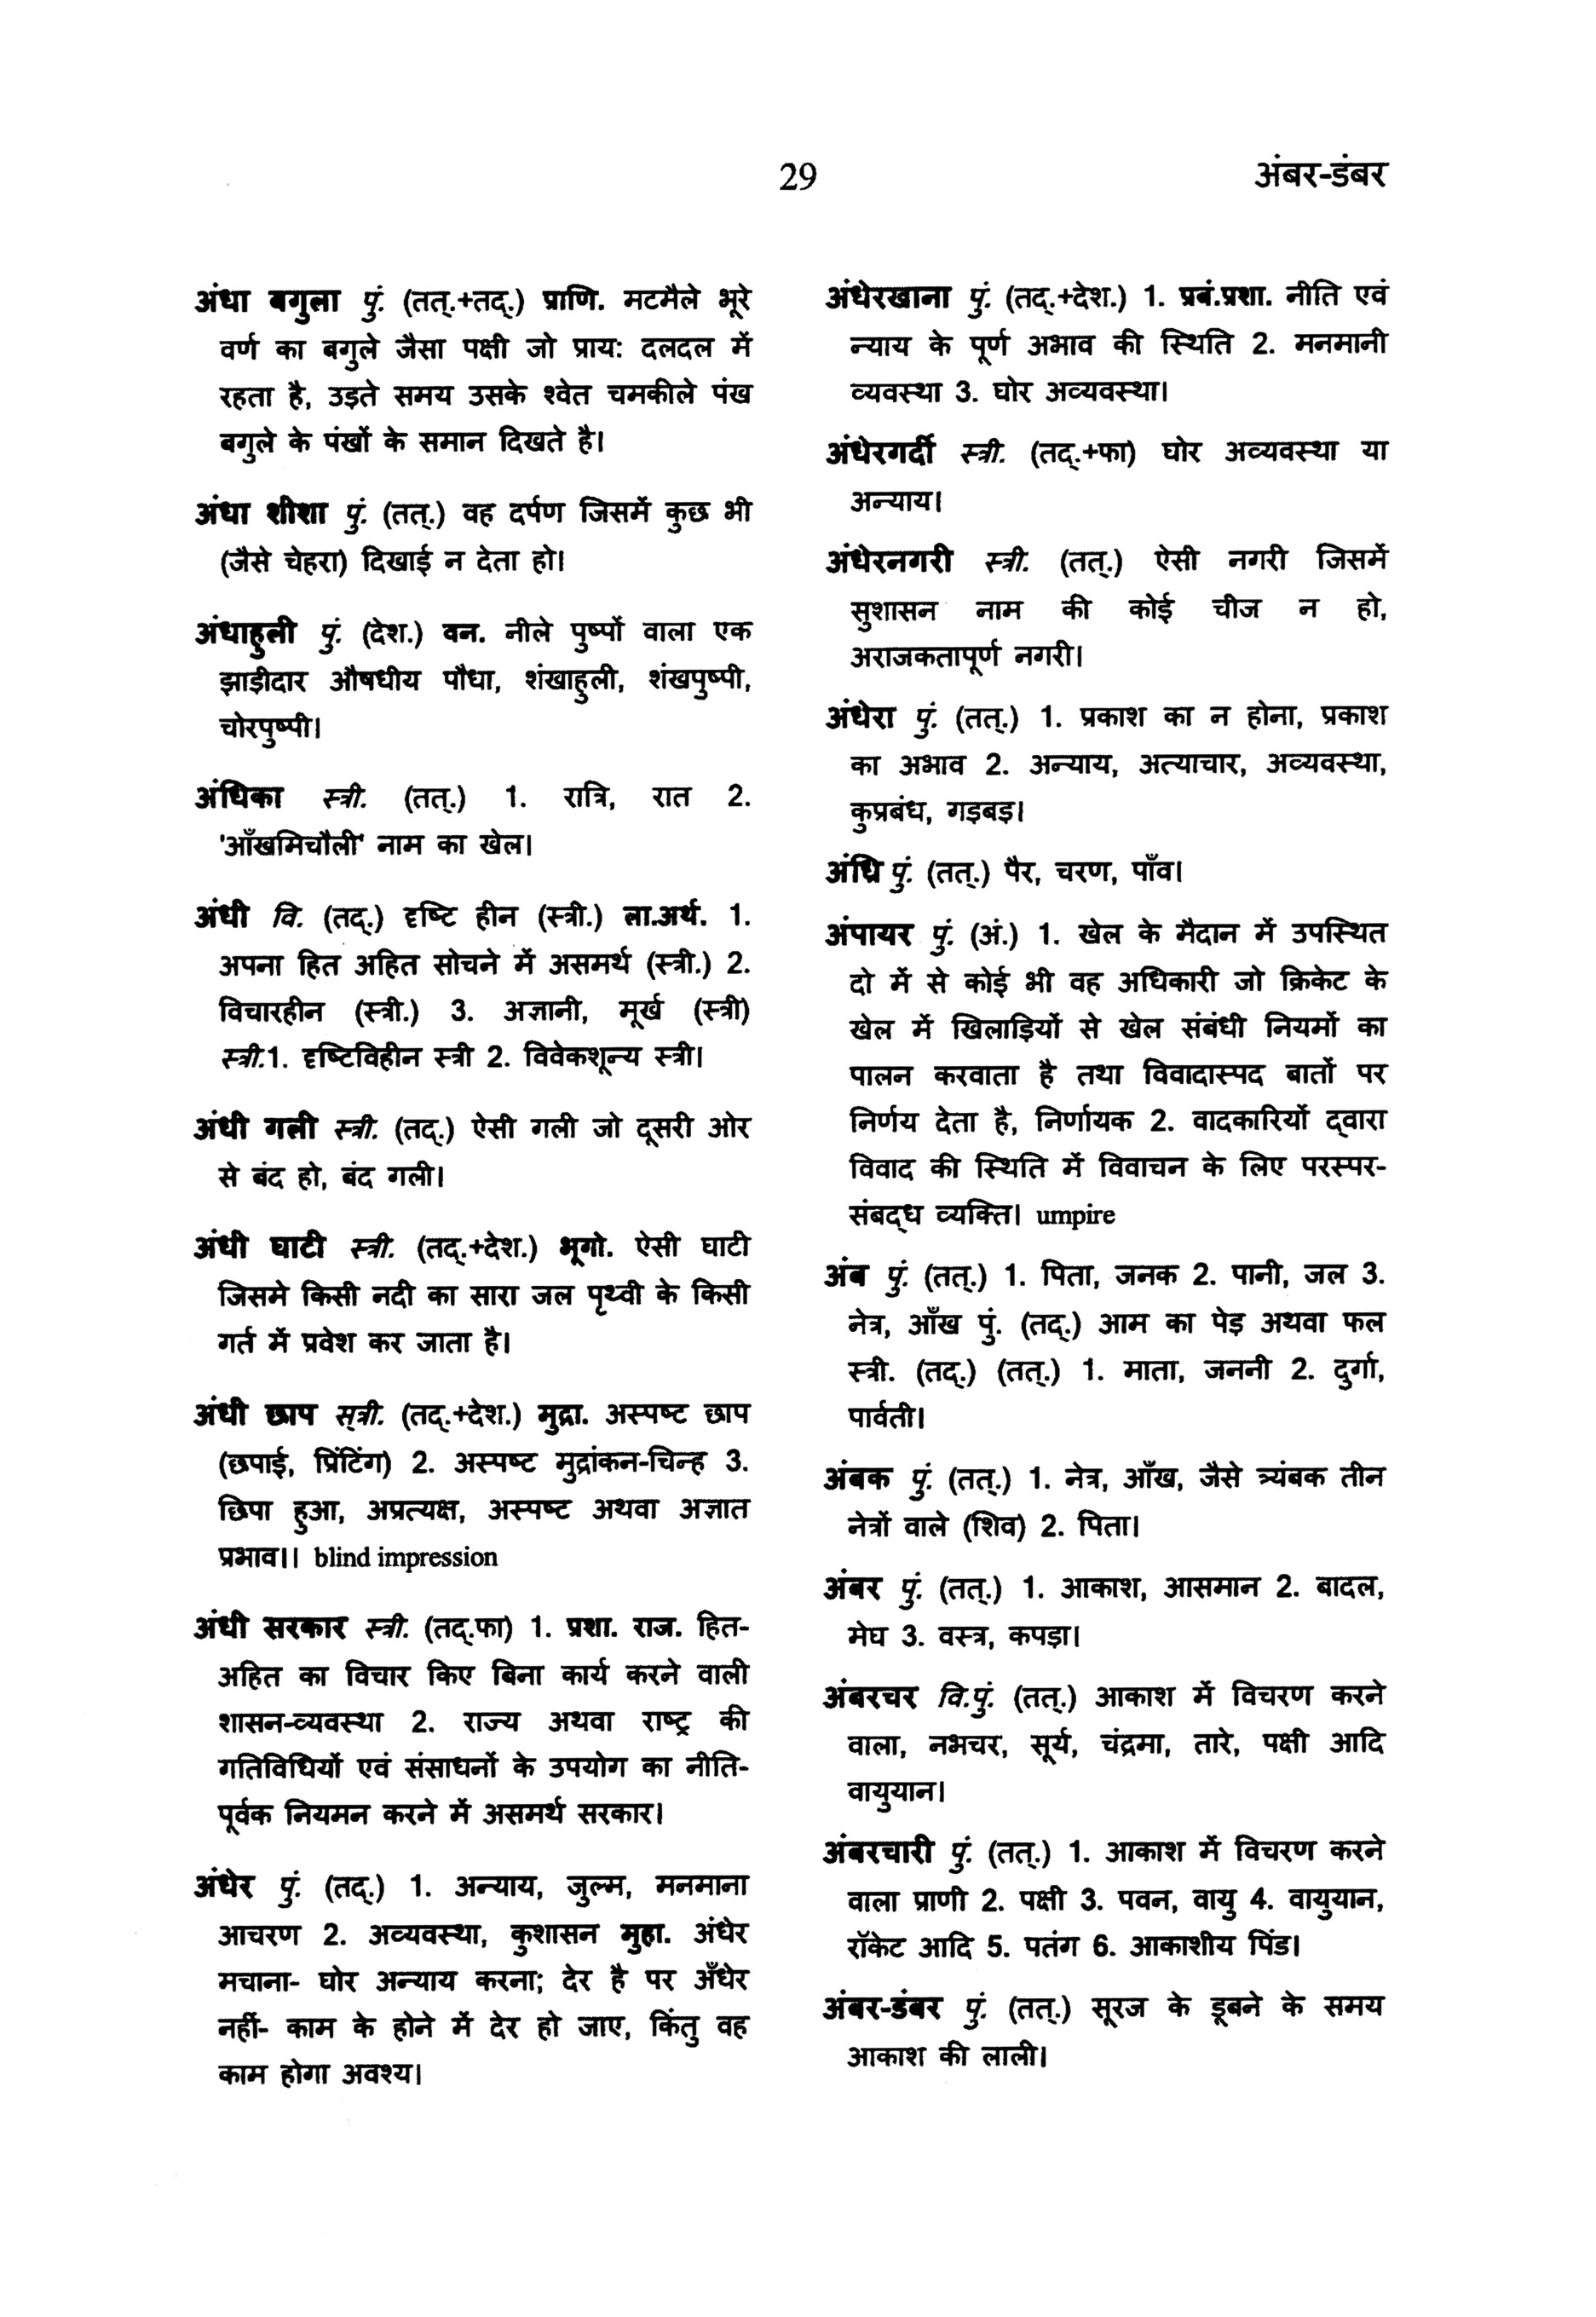 29
अंबर-डंबर
अंधा बगुला पुं. (तत्.+तद्.) प्राणि. मटमैले भूरे
वर्ण का बगुले जैसा पक्षी जो प्राय: दलदल में
रहता है, उड़ते समय उसके श्वेत चमकीले पंख
बगुले के पंखों के समान दिखते है।
अंधा शीशा पुं. (तत्.) वह दर्पण जिसमें कुछ भी
(जैसे चेहरा) दिखाई न देता हो।
अंधाहुली पुं. (देश.) वन. नीले पुष्पों वाला एक
झाड़ीदार औषधीय पौधा, शंखाहुली, शंखपुष्पी,
चोरपुष्पी।
अंधिका स्त्री. (तत्.) 1. रात्रि, रात 2.
'आँखमिचौली' नाम का खेल।
अंधी वि. (तद्.) दृष्टि हीन (स्त्री.) ला.अर्थ. 1.
अपना हित अहित सोचने में असमर्थ (स्त्री.) 2.
विचारहीन (स्त्री.) 3. अज्ञानी, मूर्ख (स्त्री)
स्त्री.1. दृष्टिविहीन स्त्री 2. विवेकशून्य स्त्री।
अंधी गली स्त्री. (तद्.) ऐसी गली जो दूसरी ओर
से बंद हो, बंद गली।
अंधी घाटी स्त्री. (तद्.+देश.) भूगो. ऐसी घाटी
जिसमे किसी नदी का सारा जल पृथ्वी के किसी
गर्त में प्रवेश कर जाता है।
अंधी छाप स्त्री. (तद्.+देश.) मुद्रा. अस्पष्ट छाप
(छपाई, प्रिंटिंग) 2. अस्पष्ट मुद्रांकन-चिन्ह 3.
छिपा हुआ, अप्रत्यक्ष, अस्पष्ट अथवा अज्ञात
प्रभाव।। blind impression
अंधी सरकार स्त्री. (तद्.फा) 1. प्रशा. राज. हित-
अहित का विचार किए बिना कार्य करने वाली
शासन-व्यवस्था 2. राज्य अथवा राष्ट्र की
गतिविधियों एवं संसाधनों के उपयोग का नीति-
पूर्वक नियमन करने में असमर्थ सरकार।
अंधेर पुं. (तद्.) 1. अन्याय, जुल्म, मनमाना
आचरण 2. अव्यवस्था, कुशासन मुहा. अंधेर
मचाना- घोर अन्याय करना; देर है पर अँधेर
नहीं- काम के होने में देर हो जाए, किंतु वह
काम होगा अवश्य।
अंधेरखाना पुं. (तद्.+देश.) 1. प्रबं.प्रशा. नीति एवं
न्याय के पूर्ण अभाव की स्थिति 2. मनमानी
व्यवस्था 3. घोर अव्यवस्था।
अंधेरगर्दी स्त्री. (तद्.+फा) घोर अव्यवस्था या
अन्याय।
अंधेरनगरी स्त्री. (तत्.) ऐसी नगरी जिसमें
सुशासन नाम की कोई चीज न हो,
अराजकतापूर्ण नगरी।
अंधेरा पुं. (तत्.) 1. प्रकाश का न होना, प्रकाश
का अभाव 2. अन्याय, अत्याचार, अव्यवस्था,
कुप्रबंध, गड़बड़।
अंध्रि पुं. (तत्.) पैर, चरण, पाँव।
अंपायर पुं. (अं.) 1. खेल के मैदान में उपस्थित
दो में से कोई भी वह अधिकारी जो क्रिकेट के
खेल में खिलाड़ियों से खेल संबंधी नियमों का
पालन करवाता है तथा विवादास्पद बातों पर
निर्णय देता है, निर्णायक 2. वादकारियों द्वारा
विवाद की स्थिति में विवाचन के लिए परस्पर-
संबद्ध व्यक्ति। umpire
अंब पुं. (तत्.) 1. पिता, जनक 2. पानी, जल 3.
नेत्र, आँख पुं. (तद्.) आम का पेड़ अथवा फल
स्त्री. (तद्.) (तत्.) 1. माता, जननी 2. दुर्गा,
पार्वती।
अंबक पुं. (तत्.) 1. नेत्र, आँख, जैसे त्र्यंबक तीन
नेत्रों वाले (शिव) 2. पिता।
अंबर पुं. (तत्.) 1. आकाश, आसमान 2. बादल,
मेघ 3. वस्त्र, कपड़ा।
अंबरचर वि.पुं. (तत्.) आकाश में विचरण करने
वाला, नभचर, सूर्य, चंद्रमा, तारे, पक्षी आदि
वायुयान।
अंबरचारी पुं. (तत्.) 1. आकाश में विचरण करने
वाला प्राणी 2. पक्षी 3. पवन, वायु 4. वायुयान,
रॉकेट आदि 5. पतंग 6. आकाशीय पिंड।
अंबर-डंबर पुं. (तत्.) सूरज के डूबने के समय
आकाश की लाली।